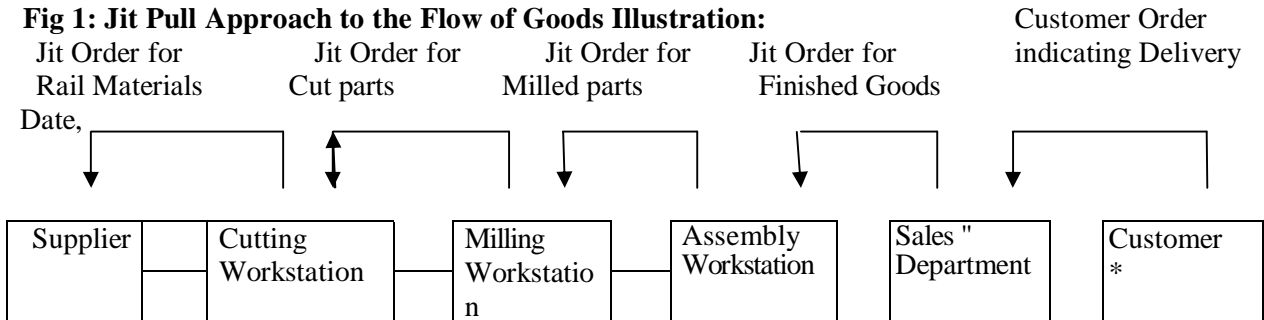 Fig 1: Jit Pull Approach to the Flow of Goods Illustration:
Customer Order
Jit Order for Jit Order for Jit Order for Jit Order for indicating Delivery
Rail Materials Cut parts Milled parts Finished Goods
Date,
Supplier
Cutting
Workstation
Milling
Workstatio
n
Assembly
Workstation
Sales "
Department
Customer
*